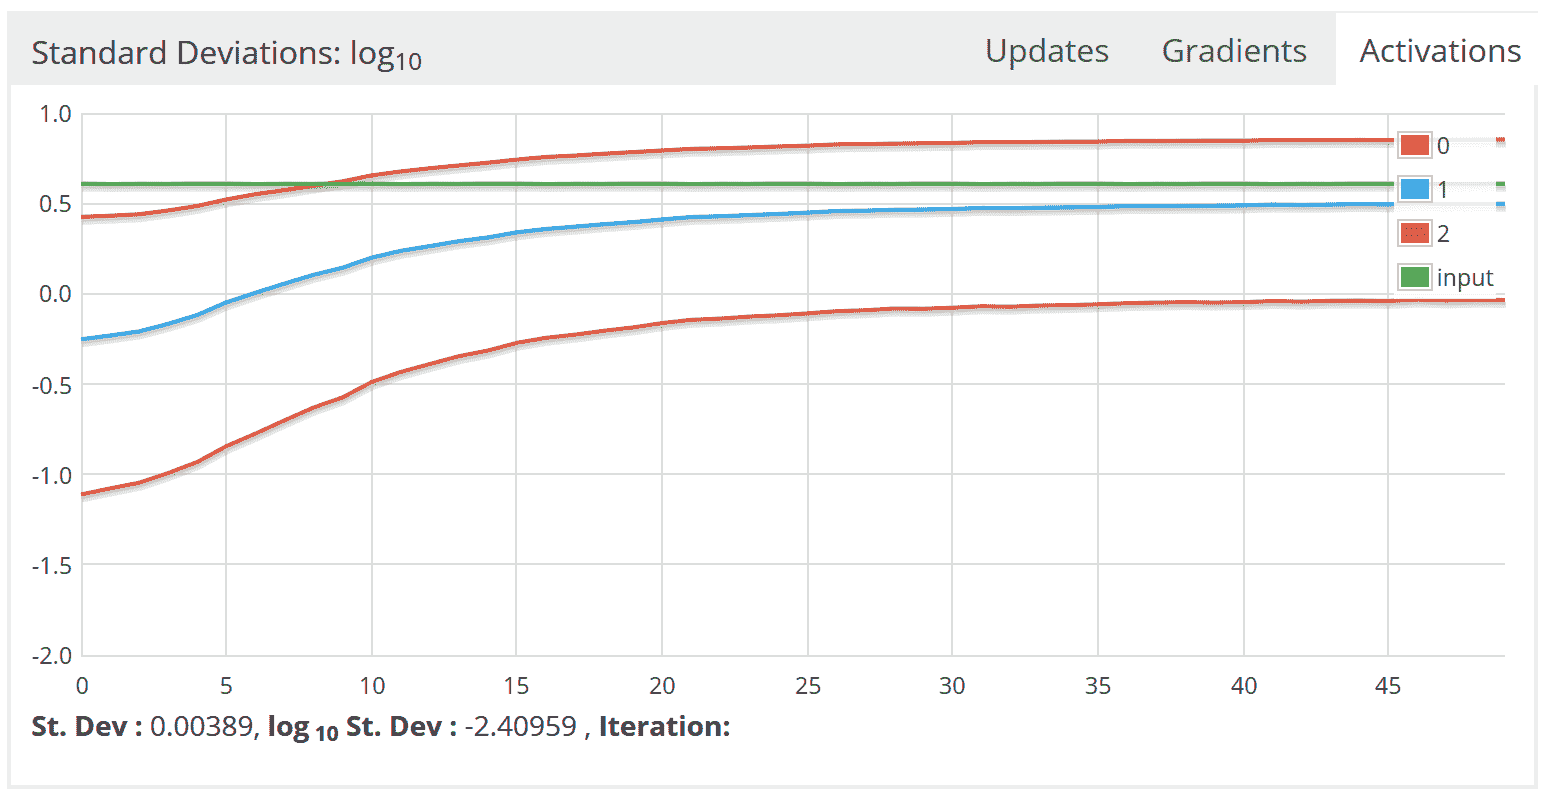 Standard Deviations: log10 Updates Gradients Activations
1.0
0.5
0.0
-0.5
-1.0
-1.5
-2.0
0 5 10 15 20 25 30 35 40 45
0
1
2
input
St. Dev : 0.00389, log 10 St. Dev : -2.40959 , Iteration: